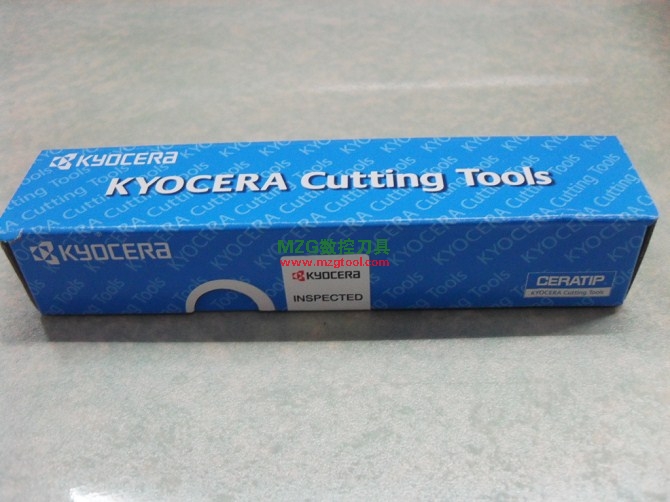 KYOCERA
KYOCERA Cutting Tools
KYOCERA
MZG数控刀具
www.mzgtool.com
KYOCERA
INSPECTED
CERATIP
KYOCERA Cutting Tools